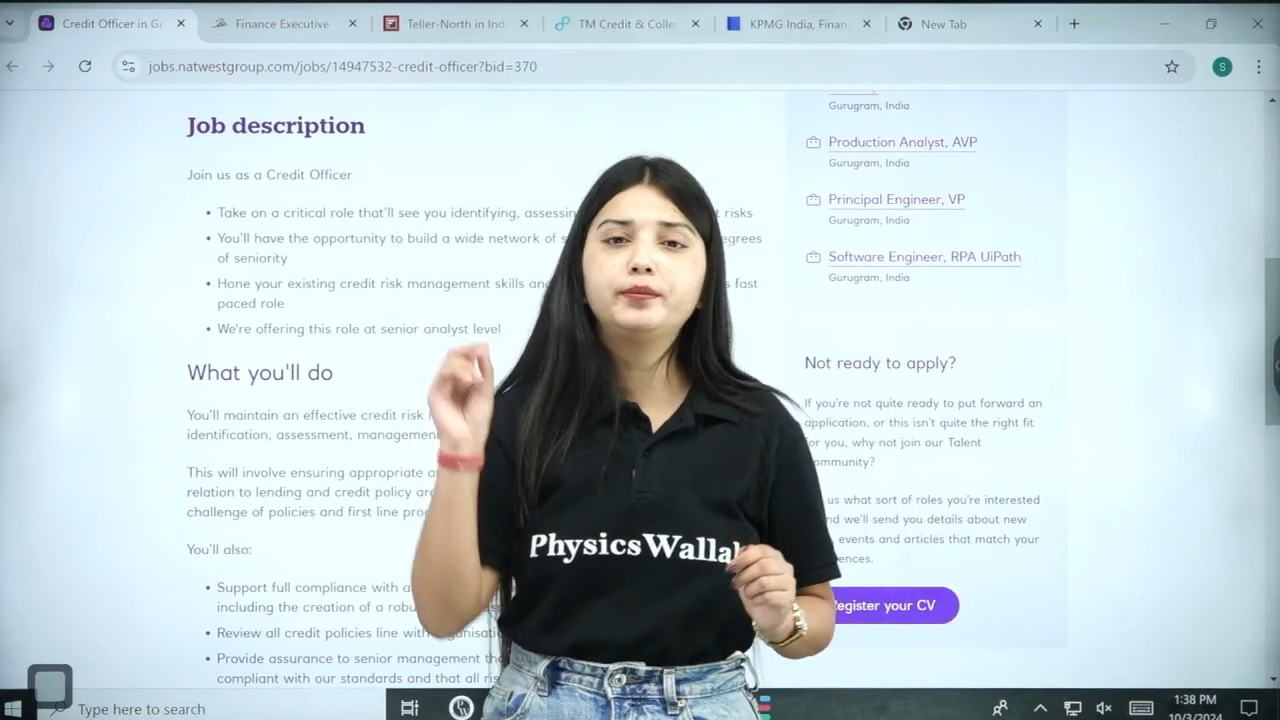 Credit Officer in G
Finance Executive
Teller-North in Ind
TM Credit & Colle
KPMG India, Finan
New Tab
jobs.natwestgroup.com/jobs/14947532-credit-officer?bid=370
S
Job description
Join us as a Credit Officer
Take on a critical role that'll see you identifying, assessin
risks
You'll have the opportunity to build a wide network of s
egrees
of seniority
Hone your existing credit risk management skills an
s fast
paced role
We're offering this role at senior analyst level
What you'll do
You'll maintain an effective credit risk
identification, assessment, management
This will involve ensuring appropriate a
relation to lending and credit policy are
challenge of policies and first line pro
You'll also:
Support full compliance with a
including the creation of a robu
Review all credit policies line with
rganisatio
Provide assurance to senior management th
compliant with our standards and that all ris
Gurugram, India
Production Analyst, AVP
Gurugram, India
Principal Engineer, VP
Gurugram, India
Software Engineer, RPA UiPath
Gurugram, India
Not ready to apply?
If you're not quite ready to put forward an
application, or this isn't quite the right fit
for you, why not join our Talent
ommunity?
us what sort of roles you're interested
nd we'll send you details about new
events and articles that match your
ences.
egister your CV
PhysicsWallah
Type here to search
1:38 PM
10/3/2024